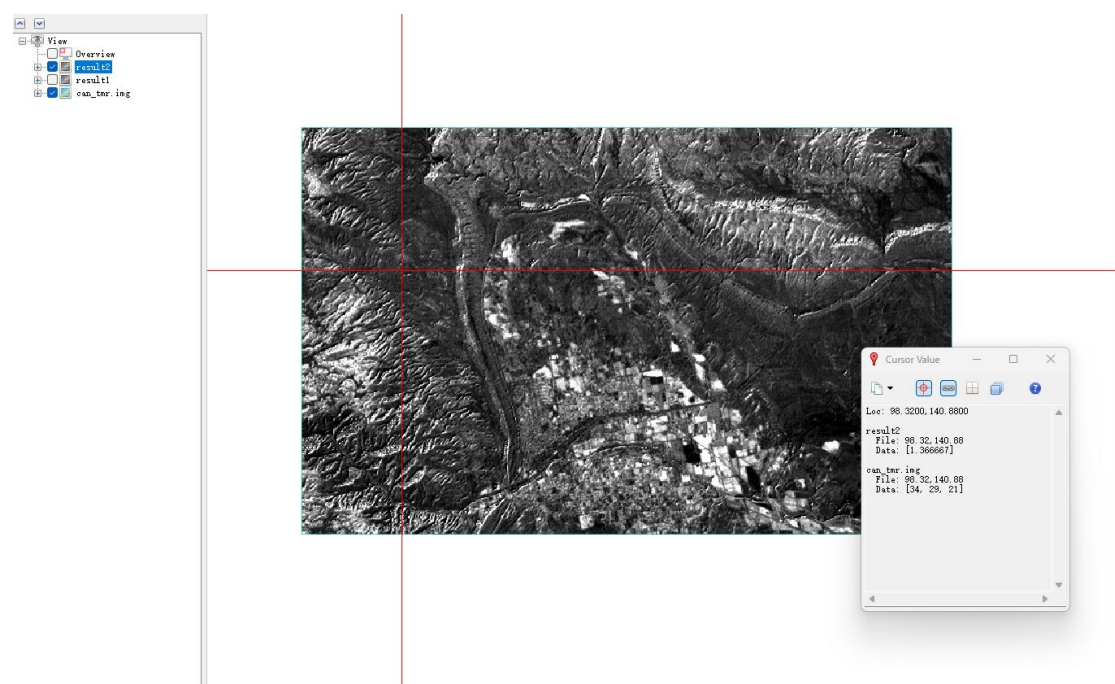 View
Overview
result2
result1
can_tmr.img
Cursor Value
Loc: 98.3200,140.8800
result2
File: 98.32,140.88
Data: [1.366667]
can_tmr.img
File: 98.32,140.88
Data: [34, 29, 21]